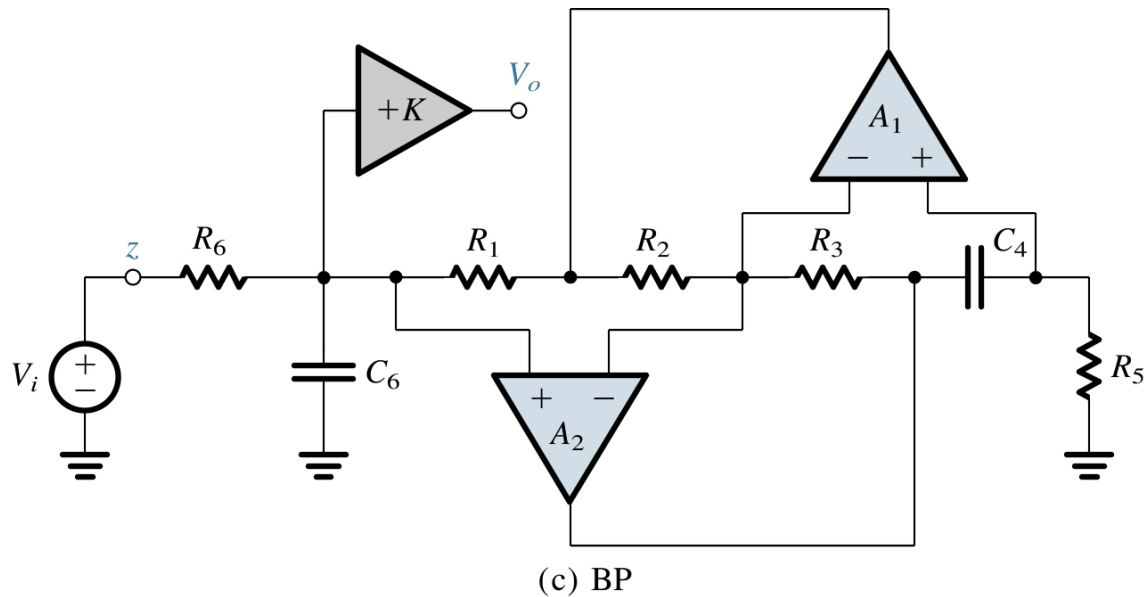 V_o
+K
A_1
− +
z
R_6
R_1
R_2
R_3
C_4
V_i
+
−
C_6
+ −
A_2
R_5
(c) BP